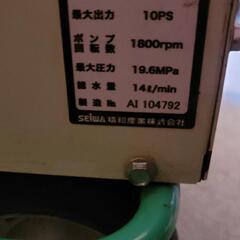 最大出力 10PS
ポンプ回転数 1800rpm
最大圧力 19.6MPa
給水量 14ℓ/min
製造No AI 104792
SEIWA 精和産業株式会社